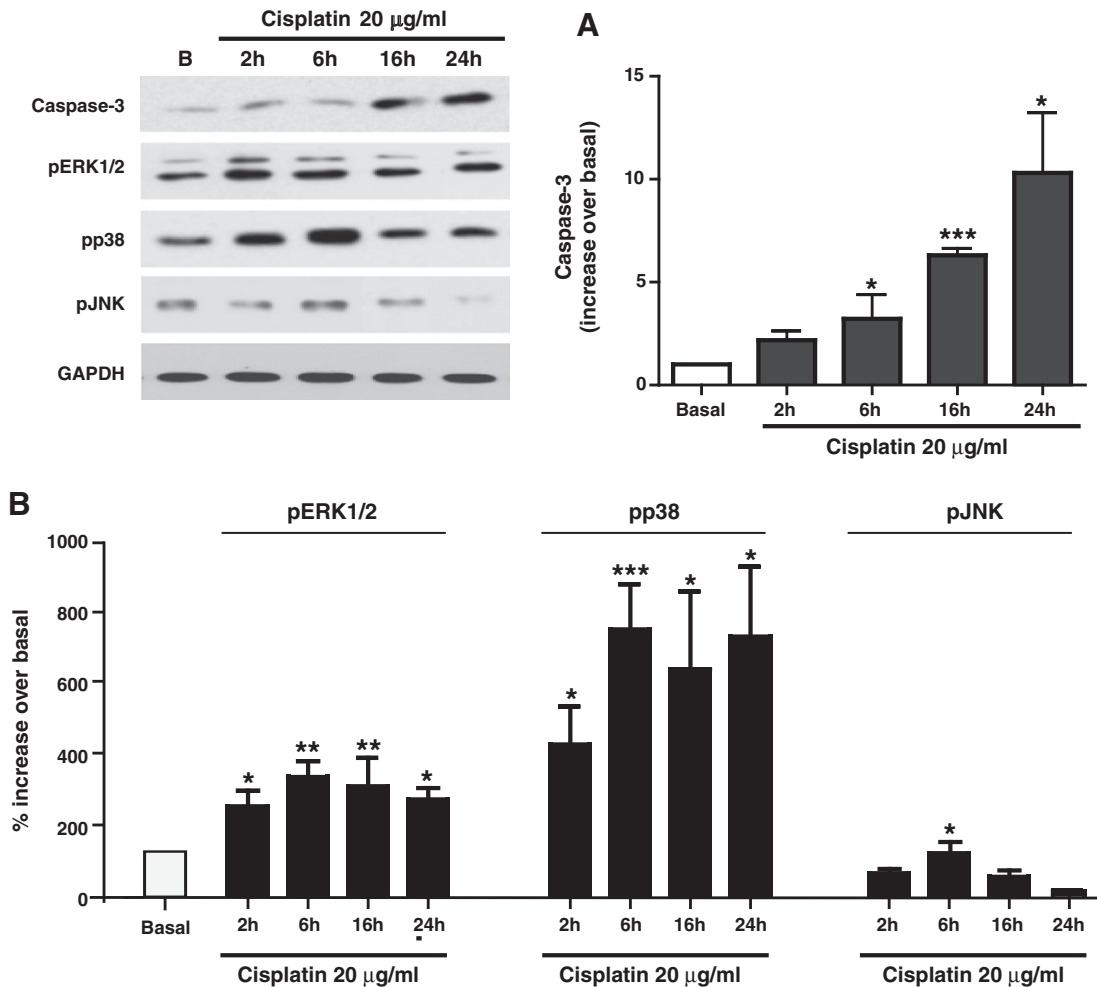 Cisplatin 20 µg/ml
B 2h 6h 16h 24h
Caspase-3
pERK1/2
pp38
pJNK
GAPDH
A
Caspase-3
(increase over basal)
15
10
5
0
*
***
*
Basal 2h 6h 16h 24h
Cisplatin 20 µg/ml
B
pERK1/2 pp38 pJNK
% increase over basal
1000
800
600
400
200
0
* ** ** *
* *** * *
*
Basal 2h 6h 16h 24h 2h 6h 16h 24h 2h 6h 16h 24h
Cisplatin 20 µg/ml Cisplatin 20 µg/ml Cisplatin 20 µg/ml